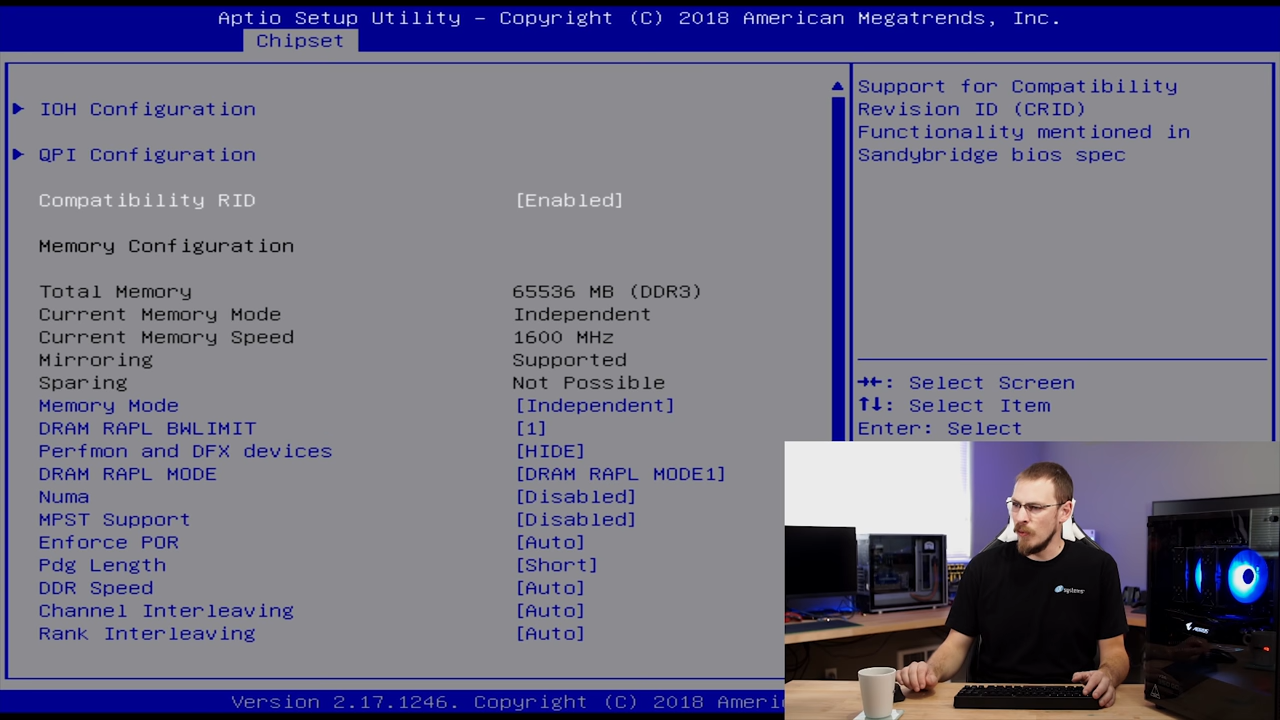 Aptio Setup Utility – Copyright (C) 2018 American Megatrends, Inc.
Chipset
IOH Configuration
QPI Configuration
Compatibility RID [Enabled]
Memory Configuration
Total Memory 65536 MB (DDR3)
Current Memory Mode Independent
Current Memory Speed 1600 MHz
Mirroring Supported
Sparing Not Possible
Memory Mode [Independent]
DRAM RAPL BWLIMIT [1]
Perfmon and DFX devices [HIDE]
DRAM RAPL MODE [DRAM RAPL MODE1]
Numa [Disabled]
MPST Support [Disabled]
Enforce POR [Auto]
Pdg Length [Short]
DDR Speed [Auto]
Channel Interleaving [Auto]
Rank Interleaving [Auto]
Support for Compatibility
Revision ID (CRID)
Functionality mentioned in
Sandybridge bios spec
→←: Select Screen
↑↓: Select Item
Enter: Select
Version 2.17.1246. Copyright (C) 2018 Ameri
AORUS